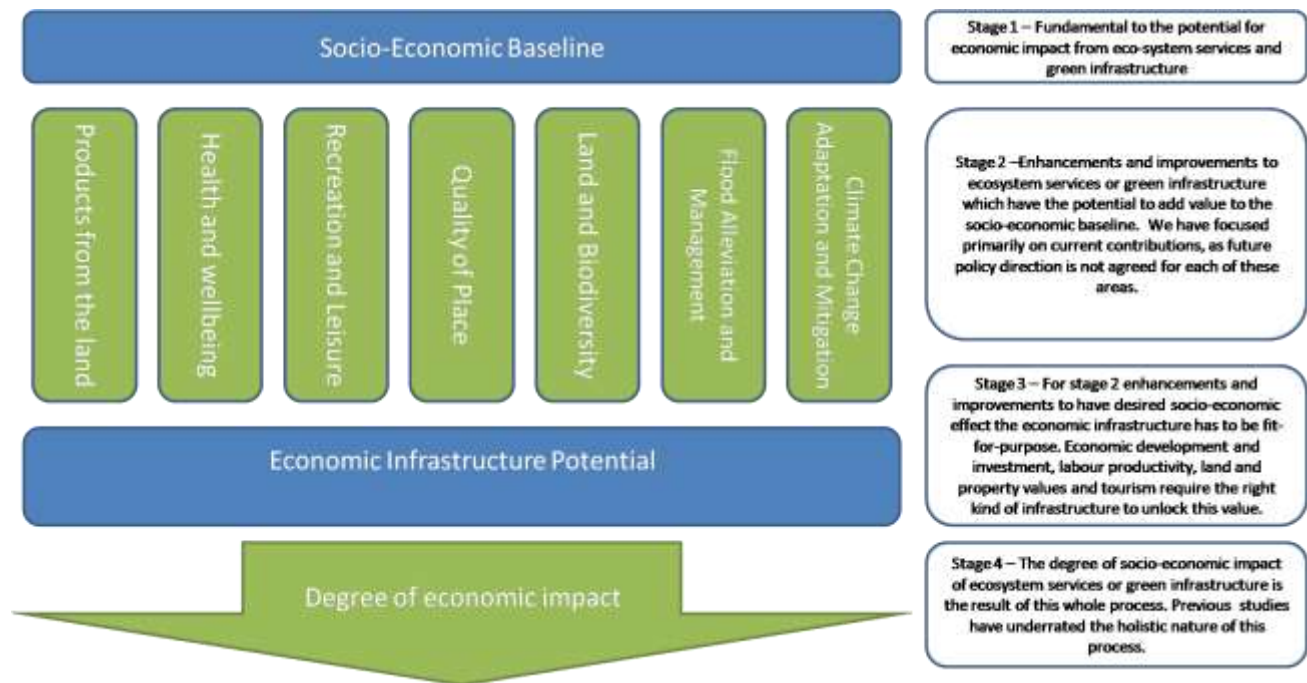 Socio-Economic Baseline
Stage 1 – Fundamental to the potential for
economic impact from eco-system services and
green infrastructure
Products from the land
Health and wellbeing
Recreation and Leisure
Quality of Place
Land and Biodiversity
Flood Alleviation and
Management
Climate Change
Adaptation and Mitigation
Stage 2 –Enhancements and improvements to
ecosystem services or green infrastructure
which have the potential to add value to the
socio-economic baseline. We have focused
primarily on current contributions, as future
policy direction is not agreed for each of these
areas.
Economic Infrastructure Potential
Stage 3 – For stage 2 enhancements and
improvements to have desired socio-economic
effect the economic infrastructure has to be fit-
for-purpose. Economic development and
investment, labour productivity, land and
property values and tourism require the right
kind of infrastructure to unlock this value.
Degree of economic impact
Stage 4 – The degree of socio-economic impact
of ecosystem services or green infrastructure is
the result of this whole process. Previous studies
have underrated the holistic nature of this
process.